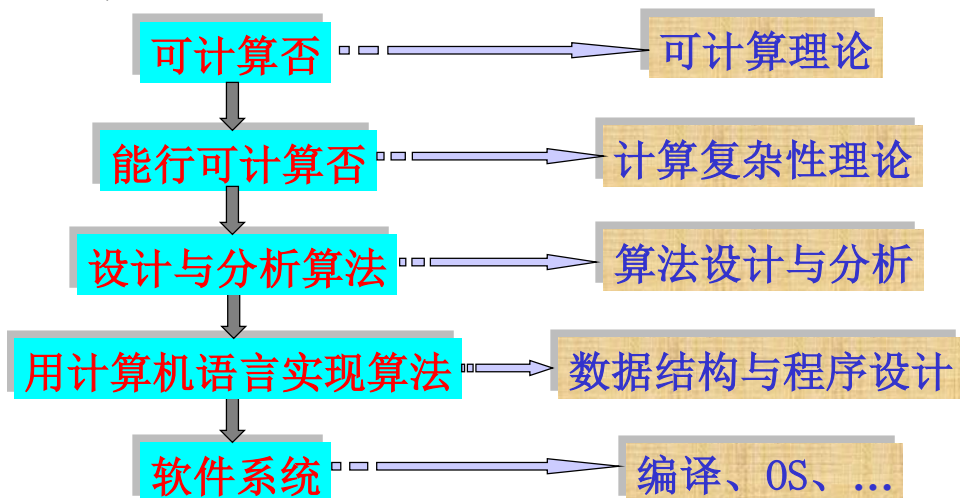 可计算否
可计算理论
能行可计算否
计算复杂性理论
设计与分析算法
算法设计与分析
用计算机语言实现算法
数据结构与程序设计
软件系统
编译、OS、...